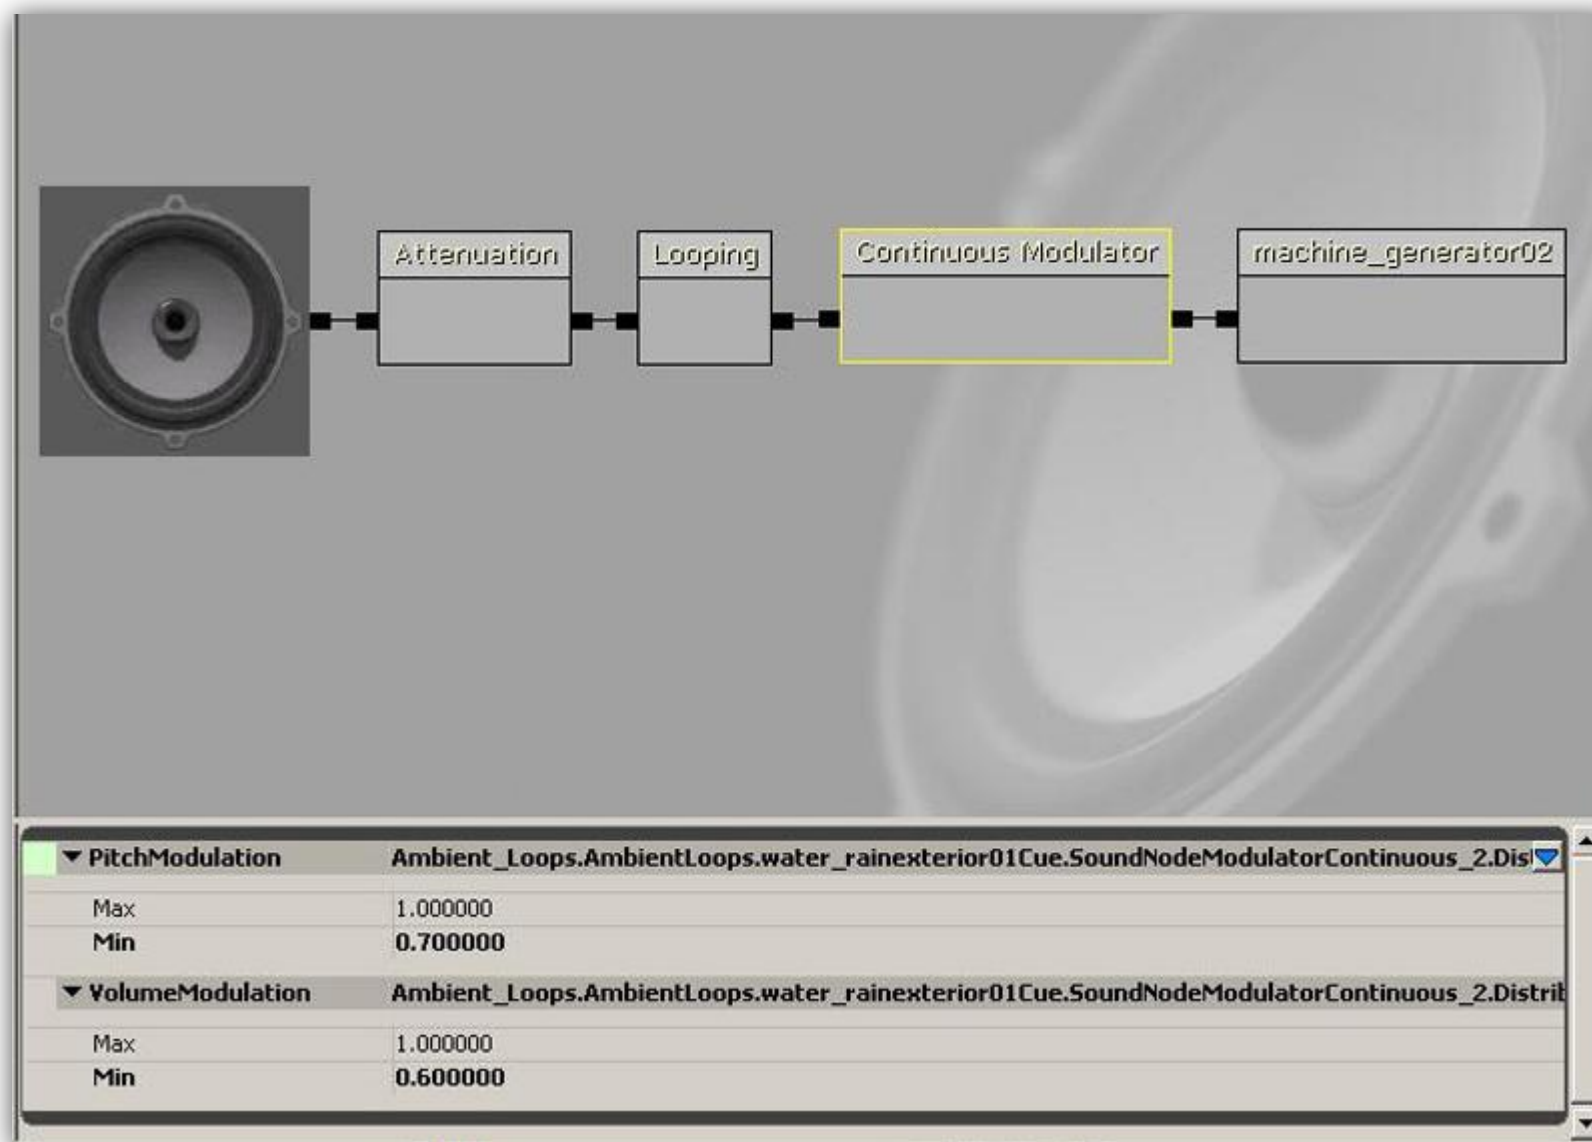 Attenuation
Looping
Continuous Modulator
machine_generator02
PitchModulation Ambient_Loops.AmbientLoops.water_rainexterior01Cue.SoundNodeModulatorContinuous_2.Dis
Max 1.000000
Min 0.700000
VolumeModulation Ambient_Loops.AmbientLoops.water_rainexterior01Cue.SoundNodeModulatorContinuous_2.Distrib
Max 1.000000
Min 0.600000